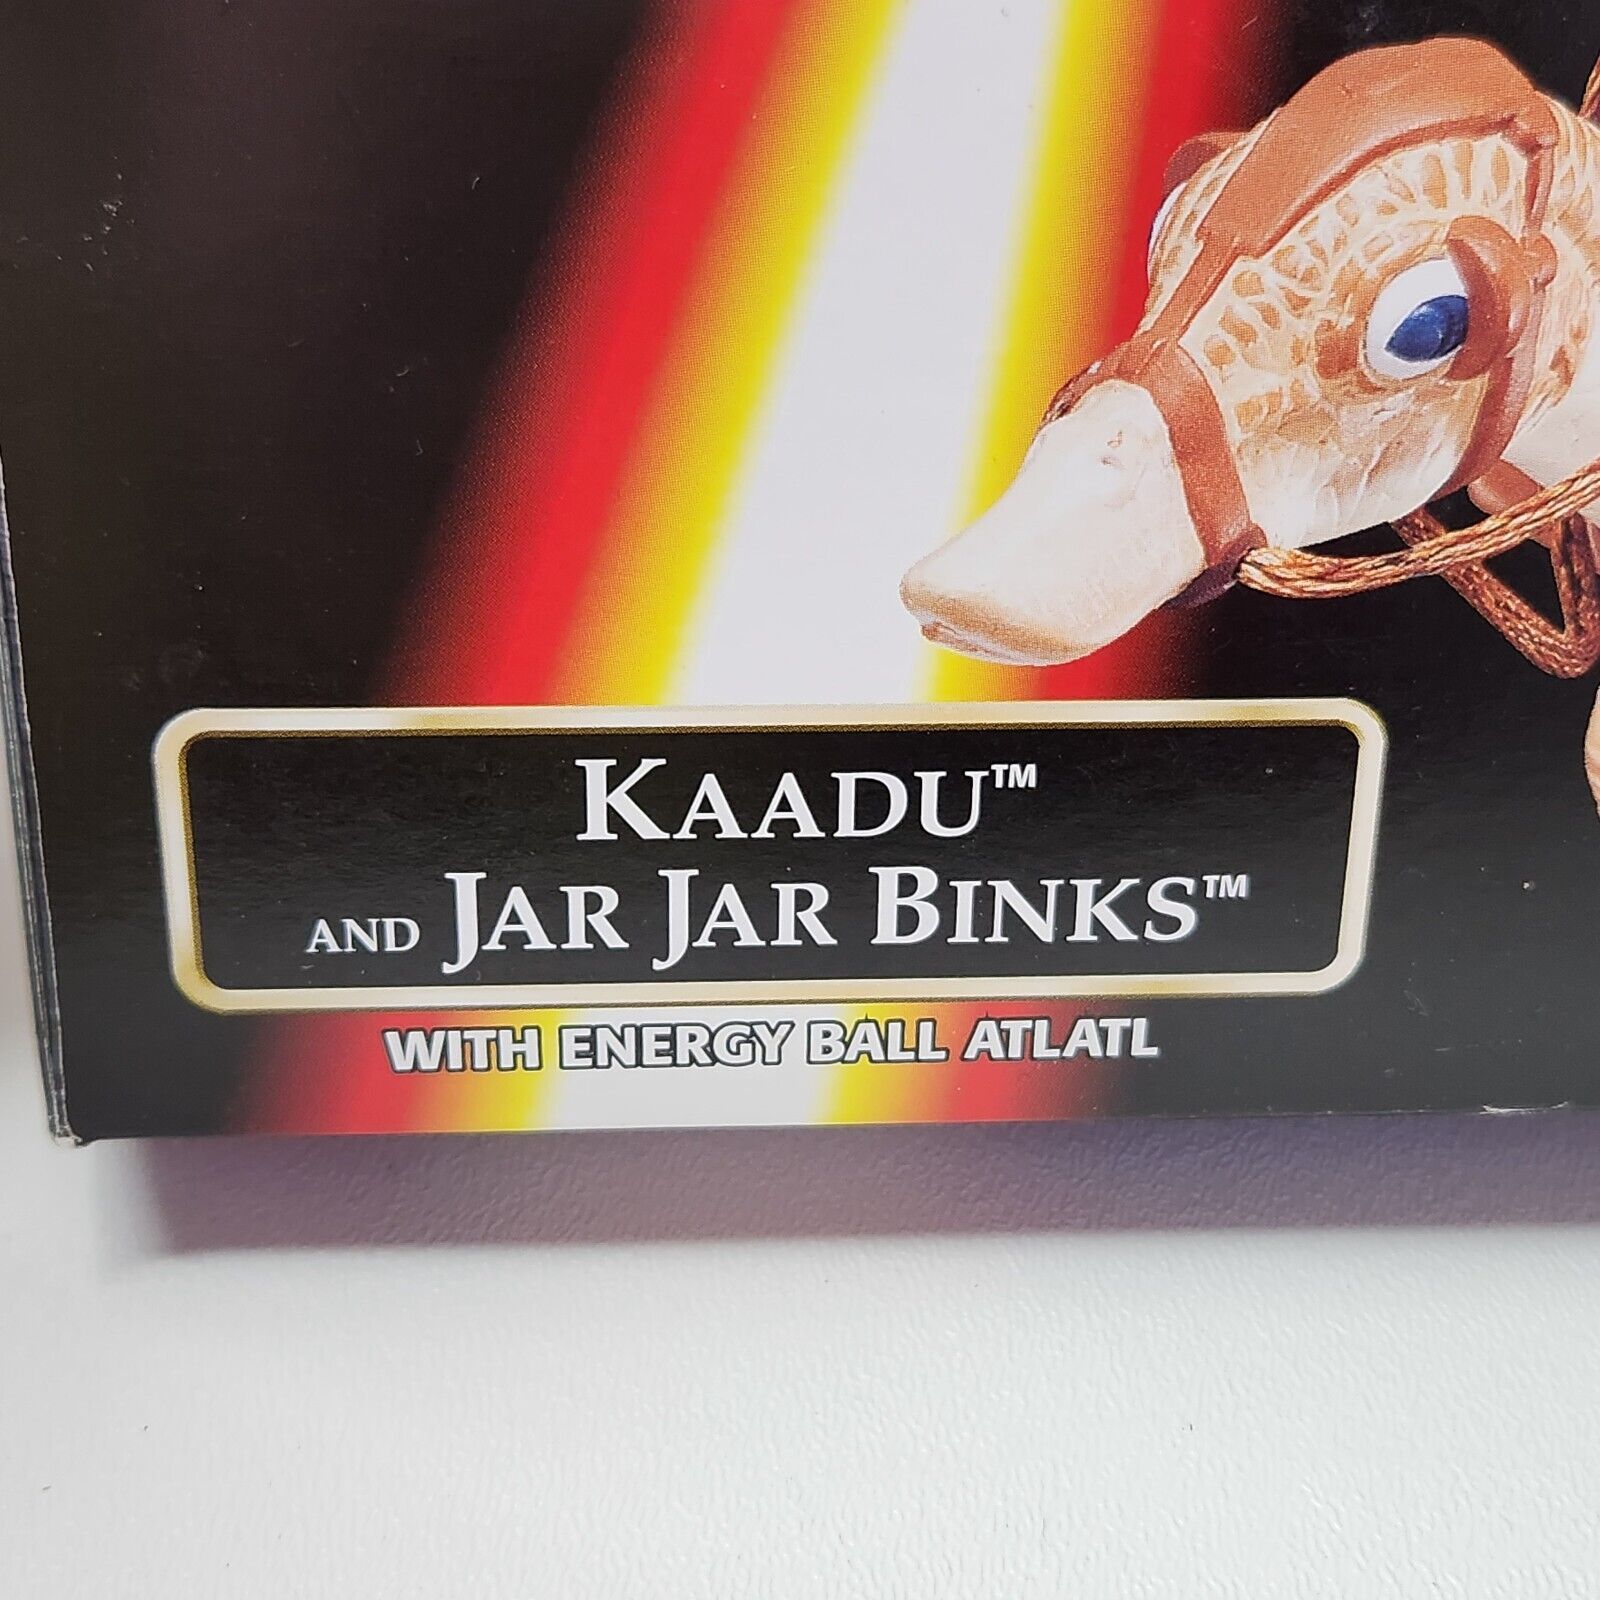 KAADU™
AND JAR JAR BINKS™
WITH ENERGY BALL ATLATL